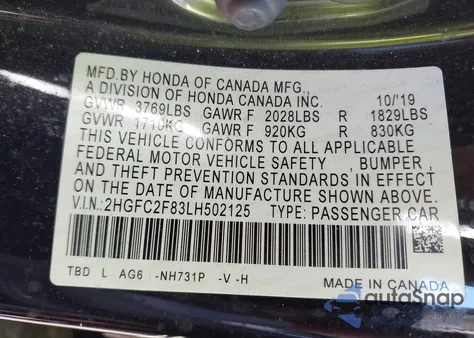 MFD. BY HONDA OF CANADA MFG.,
A DIVISION OF HONDA CANADA INC. 10/'19
GVWR 3769LBS GAWR F 2028LBS R 1829LBS
GVWR 1710KG GAWR F 920KG R 830KG
THIS VEHICLE CONFORMS TO ALL APPLICABLE
FEDERAL MOTOR VEHICLE SAFETY , BUMPER ,
AND THEFT PREVENTION STANDARDS IN EFFECT
ON THE DATE OF MANUFACTURE SHOWN ABOVE.
V.I.N.: 2HGFC2F83LH502125 TYPE: PASSENGER CAR
TBD L AG6 -NH731P -V -H
MADE IN CANADA
autoSnap